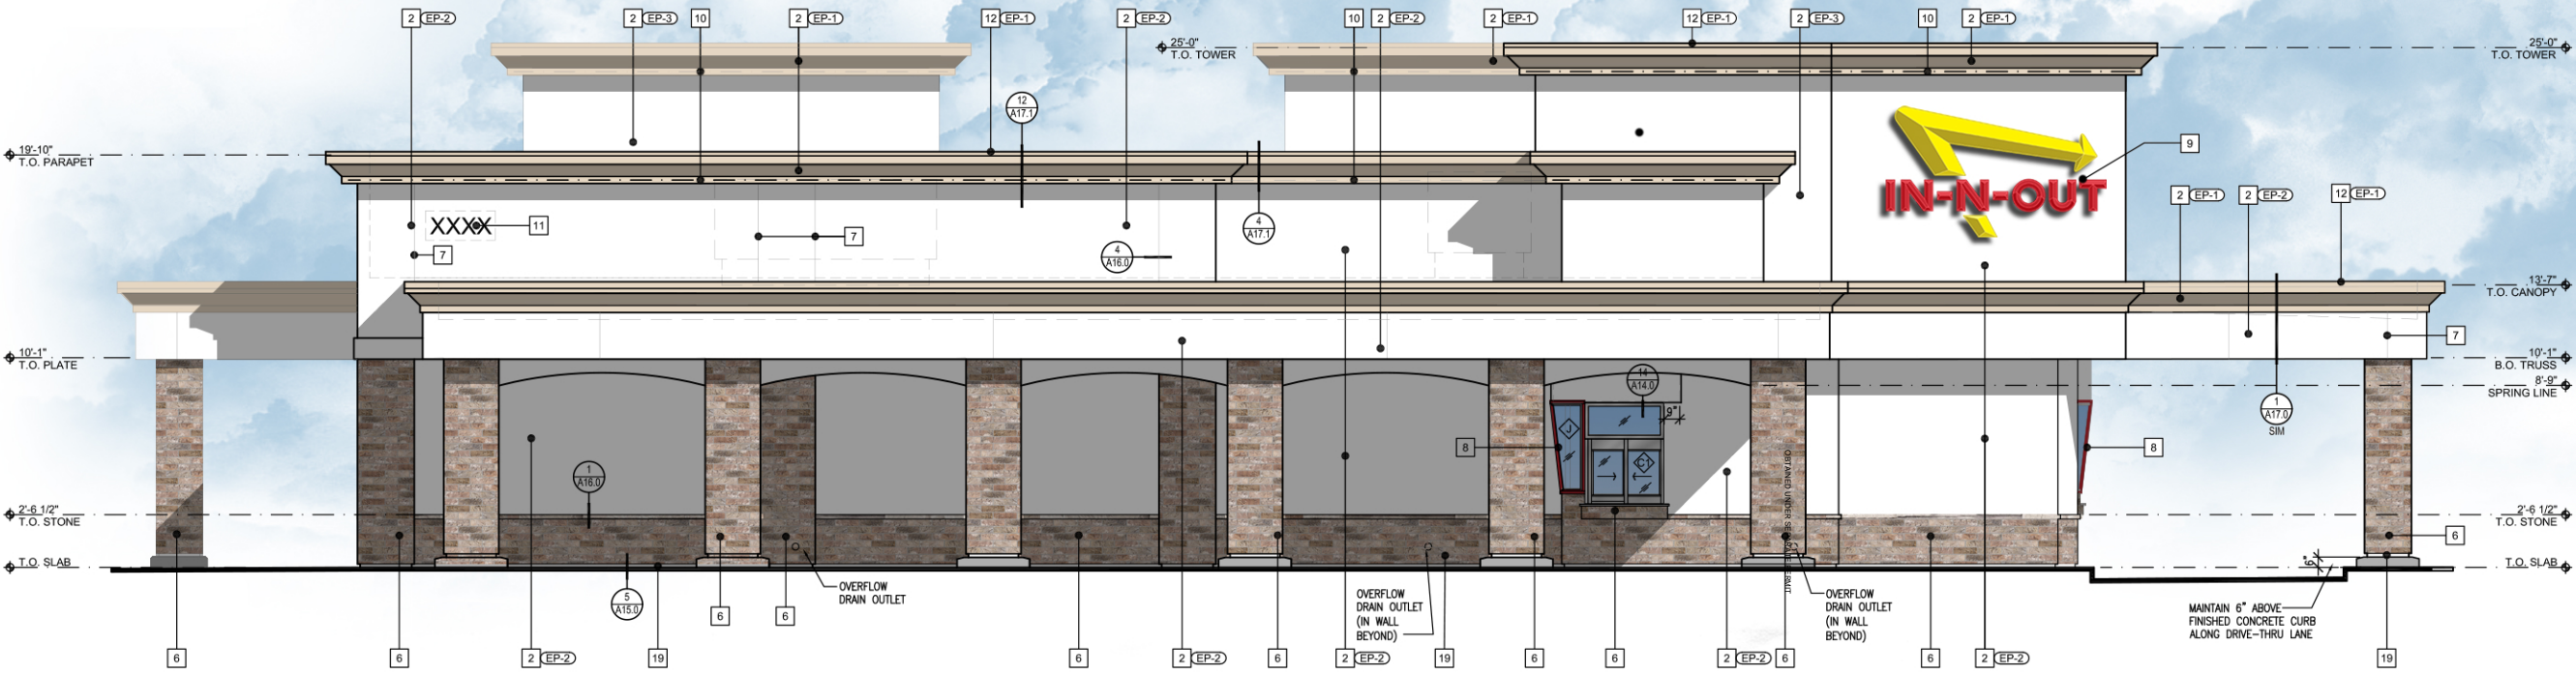 2 EP-2
2 EP-3
10
2 EP-1
12 EP-1
2 EP-2
10
2 EP-2
2 EP-1
12 EP-1
2 EP-3
10
2 EP-1
25'-0"
T.O. TOWER
25'-0"
T.O. TOWER
12
A17.1
19'-10"
T.O. PARAPET
9
IN-N-OUT
2 EP-1
2 EP-2
12 EP-1
XXXX
11
7
7
4
A17.1
4
A16.0
13'-7"
T.O. CANOPY
7
10'-1"
T.O. PLATE
10'-1"
B.O. TRUSS
8'-9"
SPRING LINE
14
A14.0
9"
1
A17.0
SIM
J
C1
8
8
1
A16.0
OBTAINED UNDER SEPARATE PERMIT
2'-6 1/2"
T.O. STONE
2'-6 1/2"
T.O. STONE
6
T.O. SLAB
6"
T.O. SLAB
5
A15.0
6
6
OVERFLOW
DRAIN OUTLET
OVERFLOW
DRAIN OUTLET
(IN WALL
BEYOND)
OVERFLOW
DRAIN OUTLET
(IN WALL
BEYOND)
MAINTAIN 6" ABOVE
FINISHED CONCRETE CURB
ALONG DRIVE-THRU LANE
6
6
2 EP-2
19
6
2 EP-2
6
2 EP-2
19
6
6
2 EP-2
6
6
2 EP-2
19